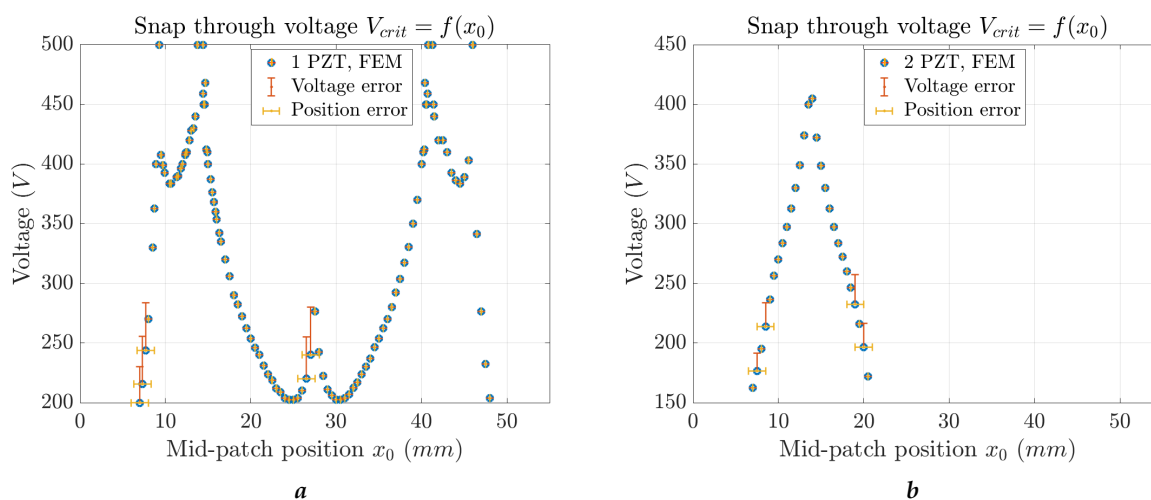 Snap through voltage V_crit = f(x_0)
500
450
400
350
300
250
200
Voltage (V)
1 PZT, FEM
Voltage error
Position error
0 10 20 30 40 50
Mid-patch position x_0 (mm)
a
Snap through voltage V_crit = f(x_0)
450
400
350
300
250
200
150
Voltage (V)
2 PZT, FEM
Voltage error
Position error
0 10 20 30 40 50
Mid-patch position x_0 (mm)
b